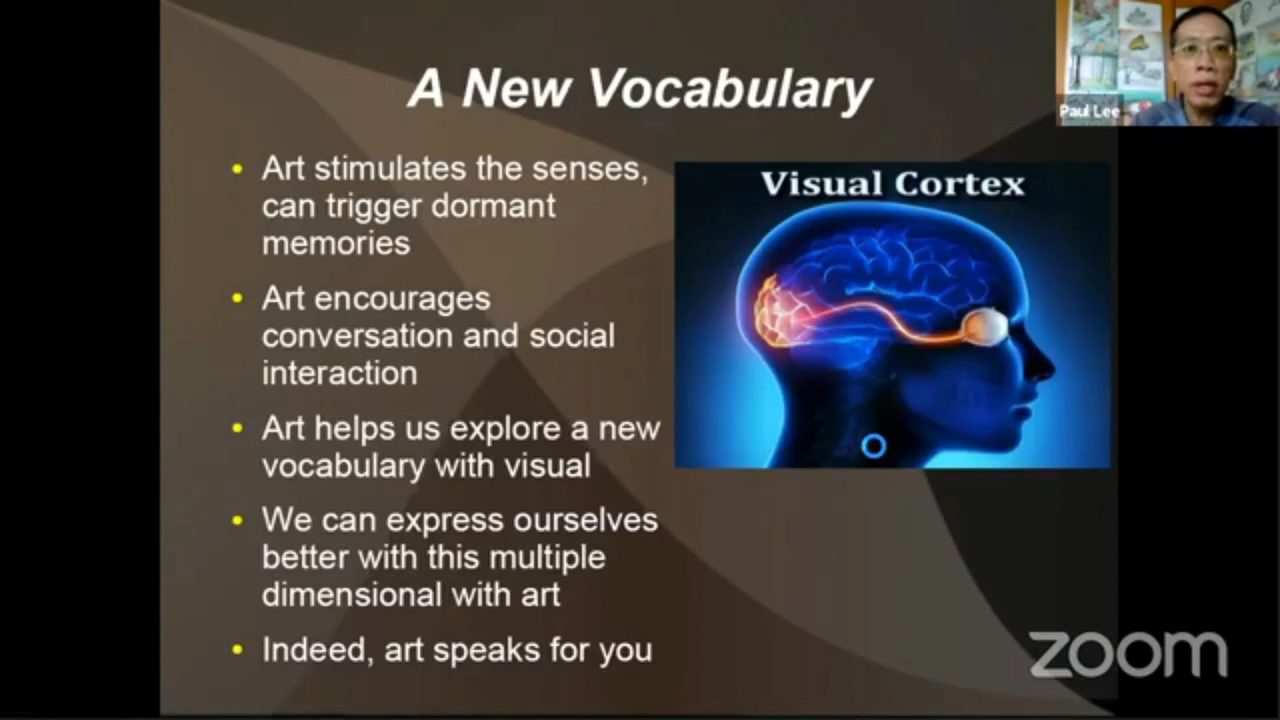 A New Vocabulary
Paul Lee
• Art stimulates the senses,
can trigger dormant
memories
• Art encourages
conversation and social
interaction
• Art helps us explore a new
vocabulary with visual
• We can express ourselves
better with this multiple
dimensional with art
• Indeed, art speaks for you
Visual Cortex
zoom